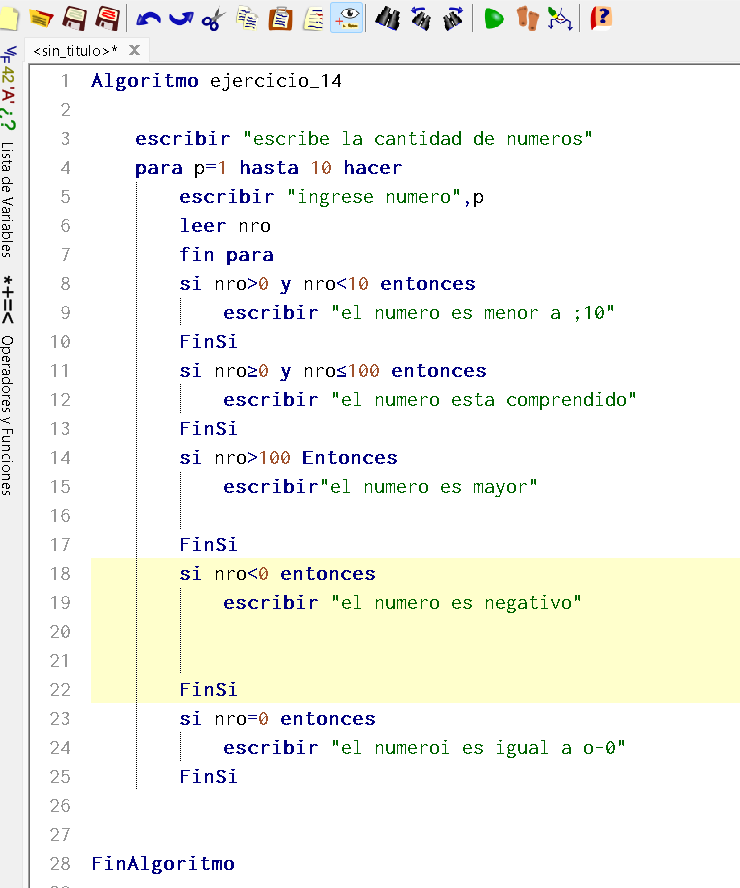 <sin_titulo>* X
1 Algoritmo ejercicio_14
2
3 escribir "escribe la cantidad de numeros"
4 para p=1 hasta 10 hacer
5 escribir "ingrese numero",p
6 leer nro
7 fin para
8 si nro>0 y nro<10 entonces
9 escribir "el numero es menor a ;10"
10 FinSi
11 si nro≥0 y nro≤100 entonces
12 escribir "el numero esta comprendido"
13 FinSi
14 si nro>100 Entonces
15 escribir"el numero es mayor"
16
17 FinSi
18 si nro<0 entonces
19 escribir "el numero es negativo"
20
21
22 FinSi
23 si nro=0 entonces
24 escribir "el numeroi es igual a o-0"
25 FinSi
26
27
28 FinAlgoritmo
42 'A' ¿? Lista de Variables
*+=< Operadores y Funciones